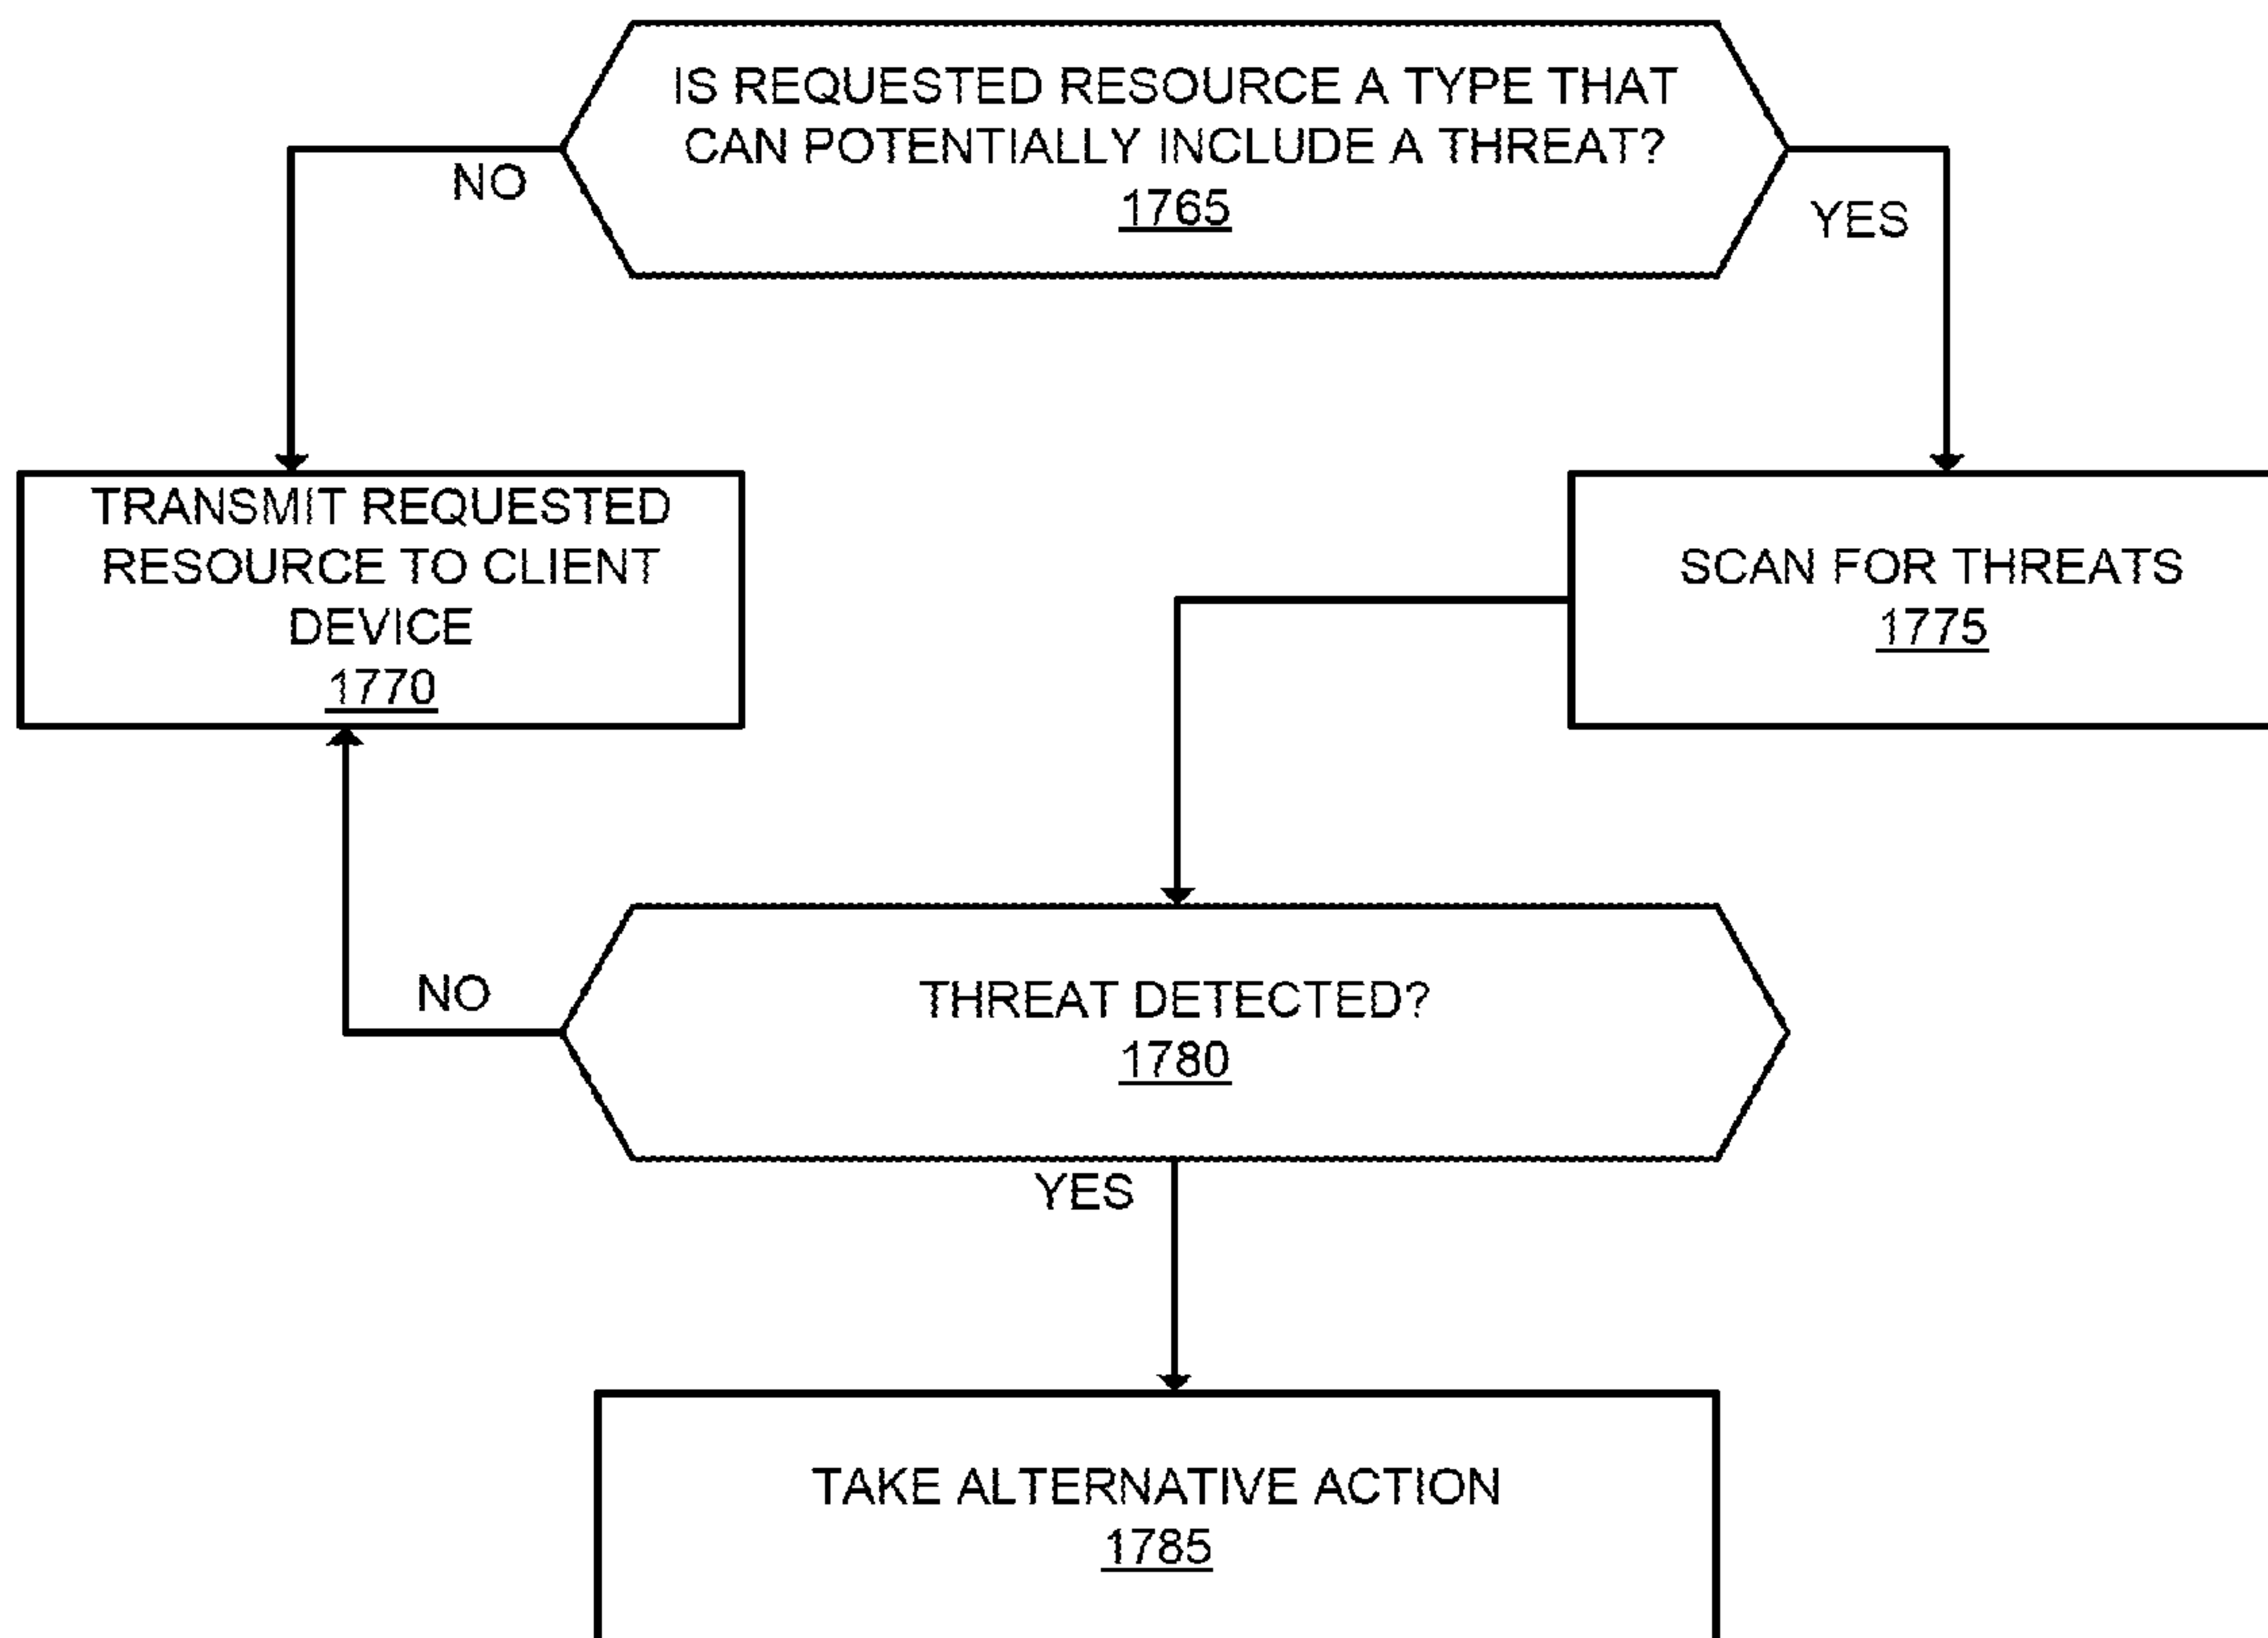 IS REQUESTED RESOURCE A TYPE THAT
CAN POTENTIALLY INCLUDE A THREAT?
1765
NO
YES
TRANSMIT REQUESTED
RESOURCE TO CLIENT
DEVICE
1770
SCAN FOR THREATS
1775
NO
THREAT DETECTED?
1780
YES
TAKE ALTERNATIVE ACTION
1785